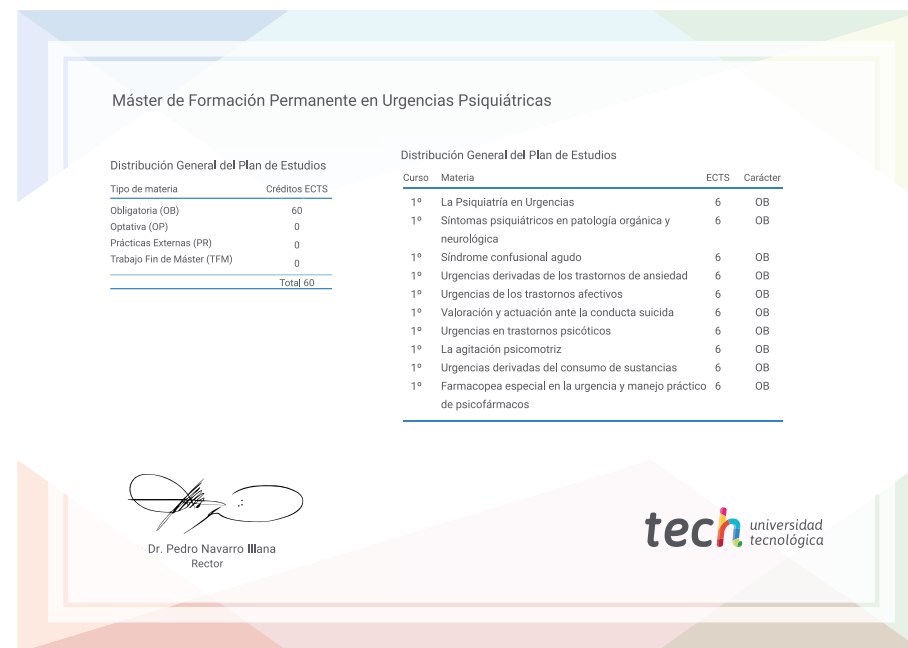 Máster de Formación Permanente en Urgencias Psiquiátricas
Distribución General del Plan de Estudios
Tipo de materia Créditos ECTS
Obligatoria (OB) 60
Optativa (OP) 0
Prácticas Externas (PR) 0
Trabajo Fin de Máster (TFM) 0
Total 60
Distribución General del Plan de Estudios
Curso Materia ECTS Carácter
1º La Psiquiatría en Urgencias 6 OB
1º Síntomas psiquiátricos en patología orgánica y 6 OB
neurológica
1º Síndrome confusional agudo 6 OB
1º Urgencias derivadas de los trastornos de ansiedad 6 OB
1º Urgencias de los trastornos afectivos 6 OB
1º Valoración y actuación ante la conducta suicida 6 OB
1º Urgencias en trastornos psicóticos 6 OB
1º La agitación psicomotriz 6 OB
1º Urgencias derivadas del consumo de sustancias 6 OB
1º Farmacopea especial en la urgencia y manejo práctico 6 OB
de psicofármacos
Dr. Pedro Navarro Illana
Rector
tech universidad
tecnológica